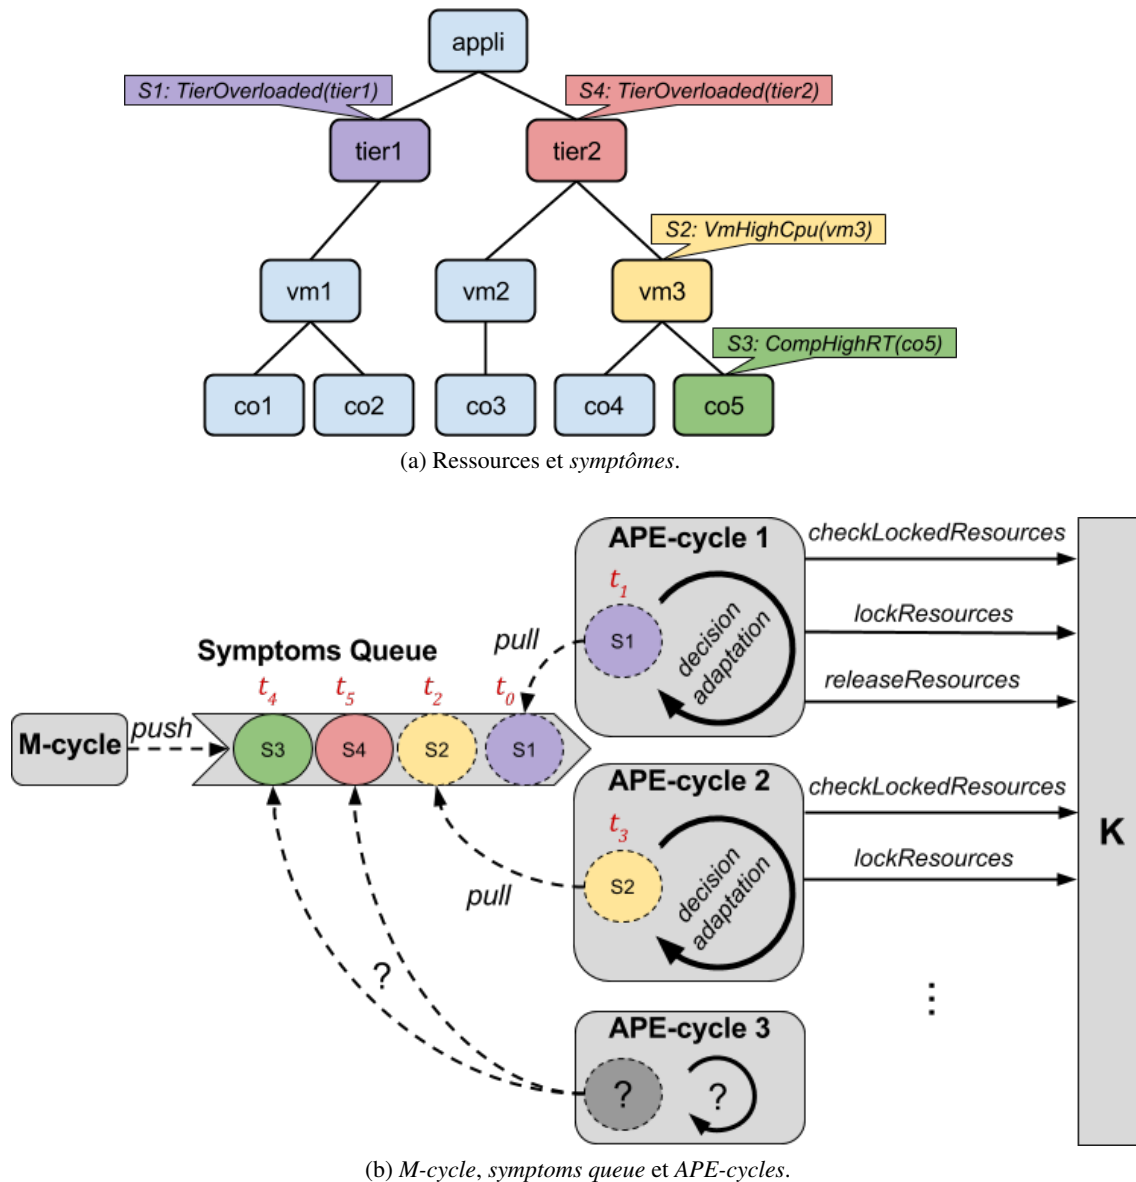 appli
S1: TierOverloaded(tier1)
S4: TierOverloaded(tier2)
tier1
tier2
S2: VmHighCpu(vm3)
vm1
vm2
vm3
S3: CompHighRT(co5)
co1
co2
co3
co4
co5
(a) Ressources et symptômes.
APE-cycle 1
checkLockedResources
t1
S1
decision
adaptation
lockResources
pull
Symptoms Queue
releaseResources
t4
t5
t2
t0
M-cycle
push
S3
S4
S2
S1
APE-cycle 2
checkLockedResources
t3
S2
decision
adaptation
lockResources
K
pull
?
⋮
APE-cycle 3
?
?
(b) M-cycle, symptoms queue et APE-cycles.